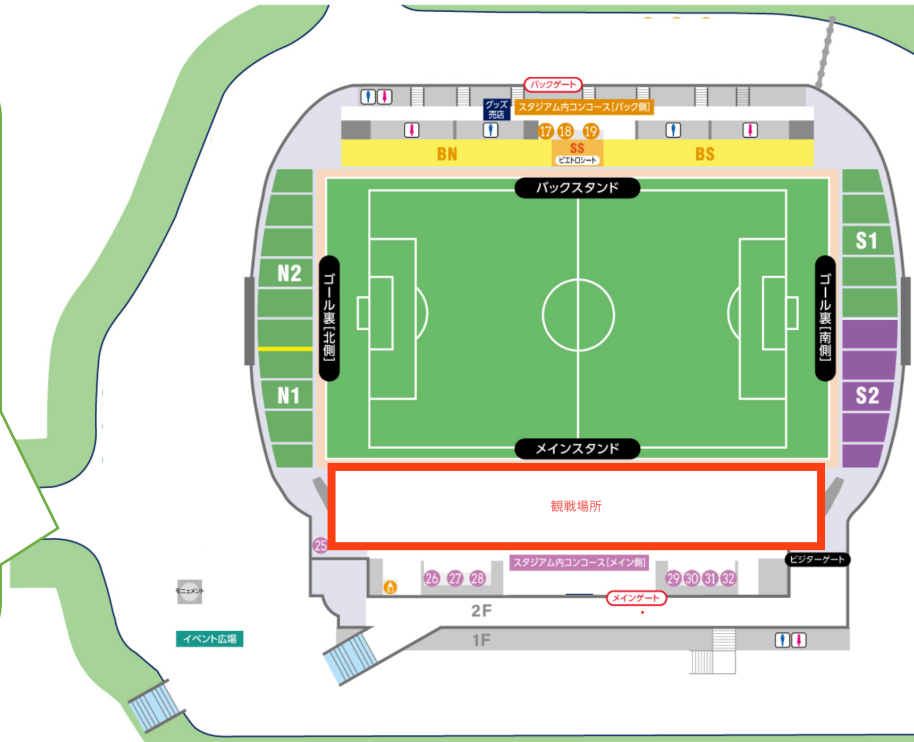 バックゲート
グッズ
売店
スタジアム内コンコース[バック側]
17 18 19
BN
SS
ピエトロシート
BS
バックスタンド
N2
ゴール裏[北側]
N1
S1
ゴール裏[南側]
S2
メインスタンド
観戦場所
25
スタジアム内コンコース[メイン側]
ビジターゲート
26 27 28
29 30 31 32
モニュメント
メインゲート
2F
イベント広場
1F